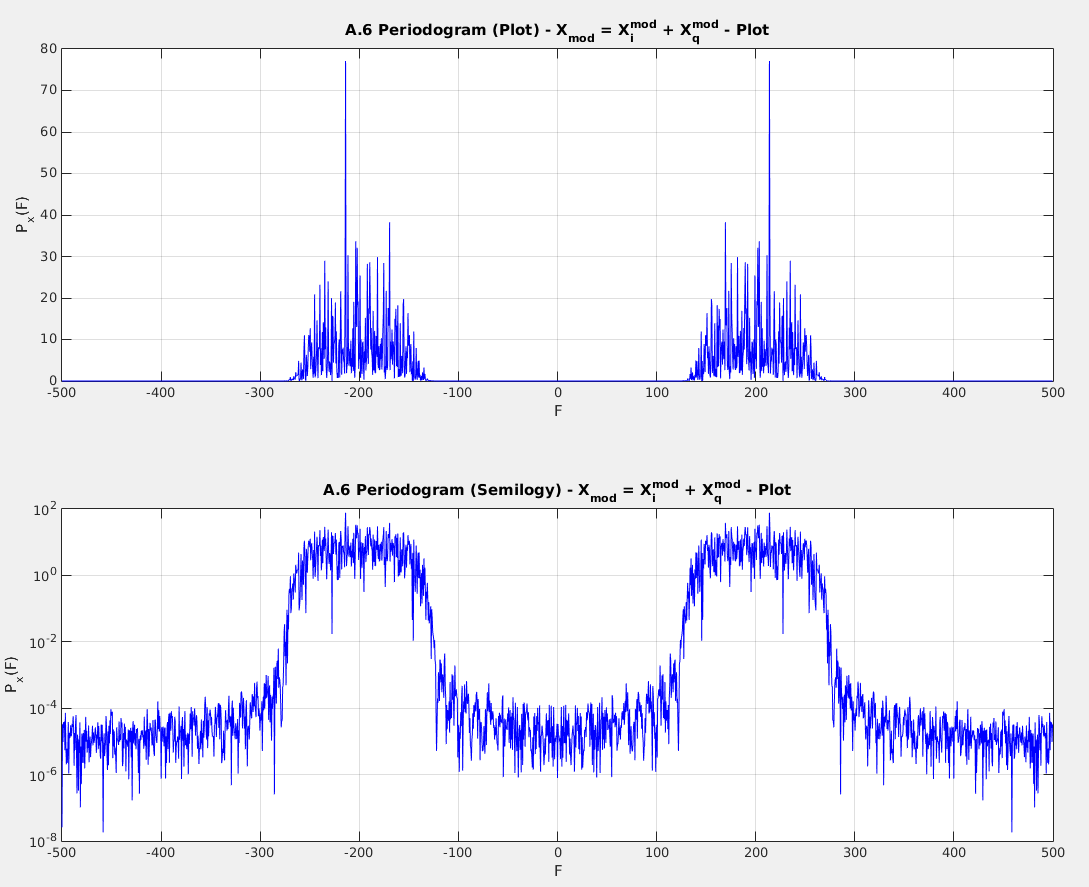 A.6 Periodogram (Plot) - X_mod = X_i^mod + X_q^mod - Plot
80
70
60
50
40
30
20
10
0
P_x(F)
-500 -400 -300 -200 -100 0 100 200 300 400 500
F
A.6 Periodogram (Semilogy) - X_mod = X_i^mod + X_q^mod - Plot
10^2
10^0
10^-2
10^-4
10^-6
10^-8
P_x(F)
-500 -400 -300 -200 -100 0 100 200 300 400 500
F